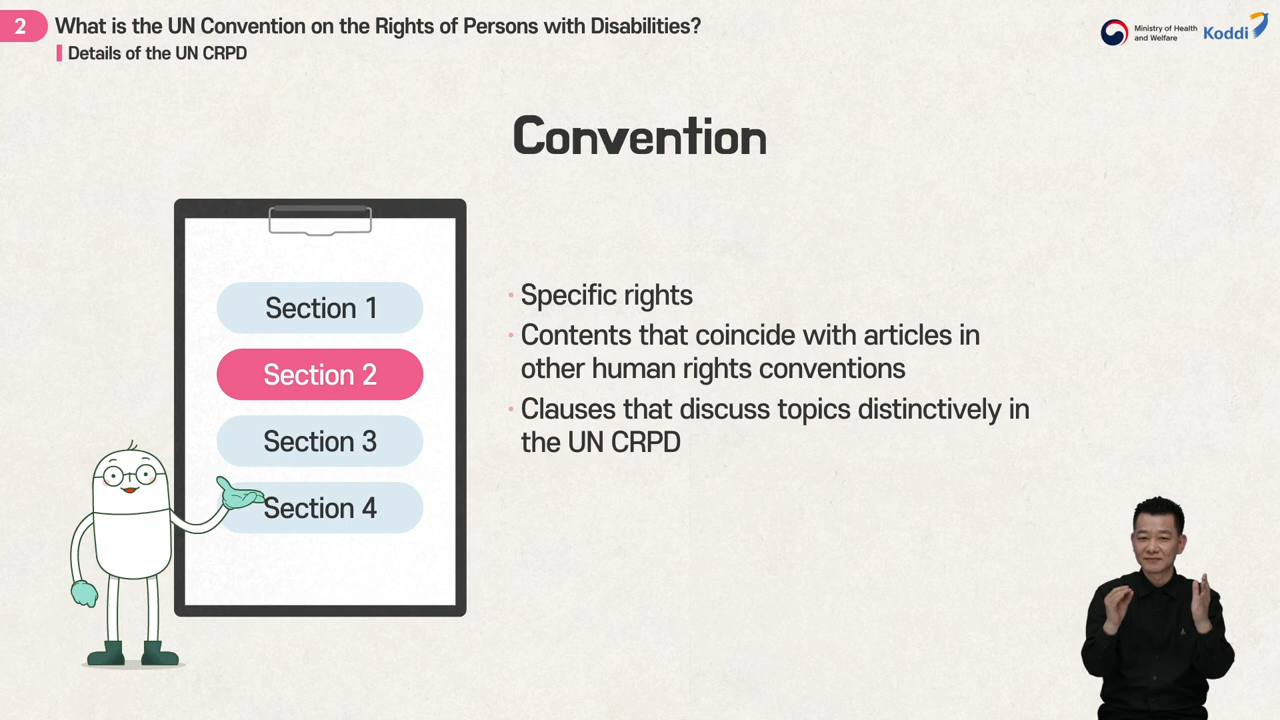 2
What is the UN Convention on the Rights of Persons with Disabilities?
Details of the UN CRPD
Ministry of Health
and Welfare
Koddi
Convention
Section 1
Section 2
Section 3
Section 4
· Specific rights
· Contents that coincide with articles in
other human rights conventions
· Clauses that discuss topics distinctively in
the UN CRPD